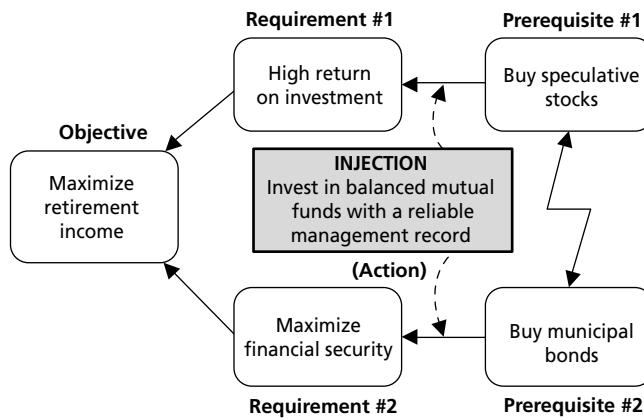 Requirement #1
Prerequisite #1
High return
on investment
Buy speculative
stocks
Objective
Maximize
retirement
income
INJECTION
Invest in balanced mutual
funds with a reliable
management record
(Action)
Maximize
financial security
Buy municipal
bonds
Requirement #2
Prerequisite #2